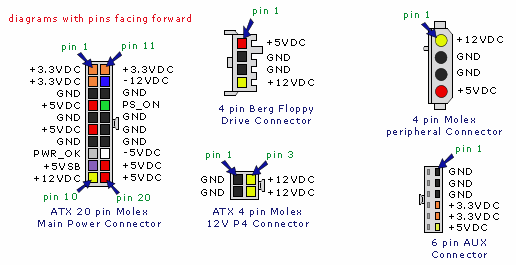 diagrams with pins facing forward
pin 1
pin 11
+3.3VDC
+3.3VDC
+3.3VDC
-12VDC
GND
GND
+5VDC
PS_ON
GND
GND
+5VDC
GND
GND
GND
PWR_OK
-5VDC
+5VSB
+5VDC
+12VDC
+5VDC
pin 10
pin 20
ATX 20 pin Molex
Main Power Connector
pin 1
+5VDC
GND
GND
+12VDC
4 pin Berg Floppy
Drive Connector
pin 1
+12VDC
GND
GND
+5VDC
4 pin Molex
peripheral Connector
pin 1
pin 3
GND
+12VDC
GND
+12VDC
ATX 4 pin Molex
12V P4 Connector
pin 1
GND
GND
GND
+3.3VDC
+3.3VDC
+5VDC
6 pin AUX
Connector